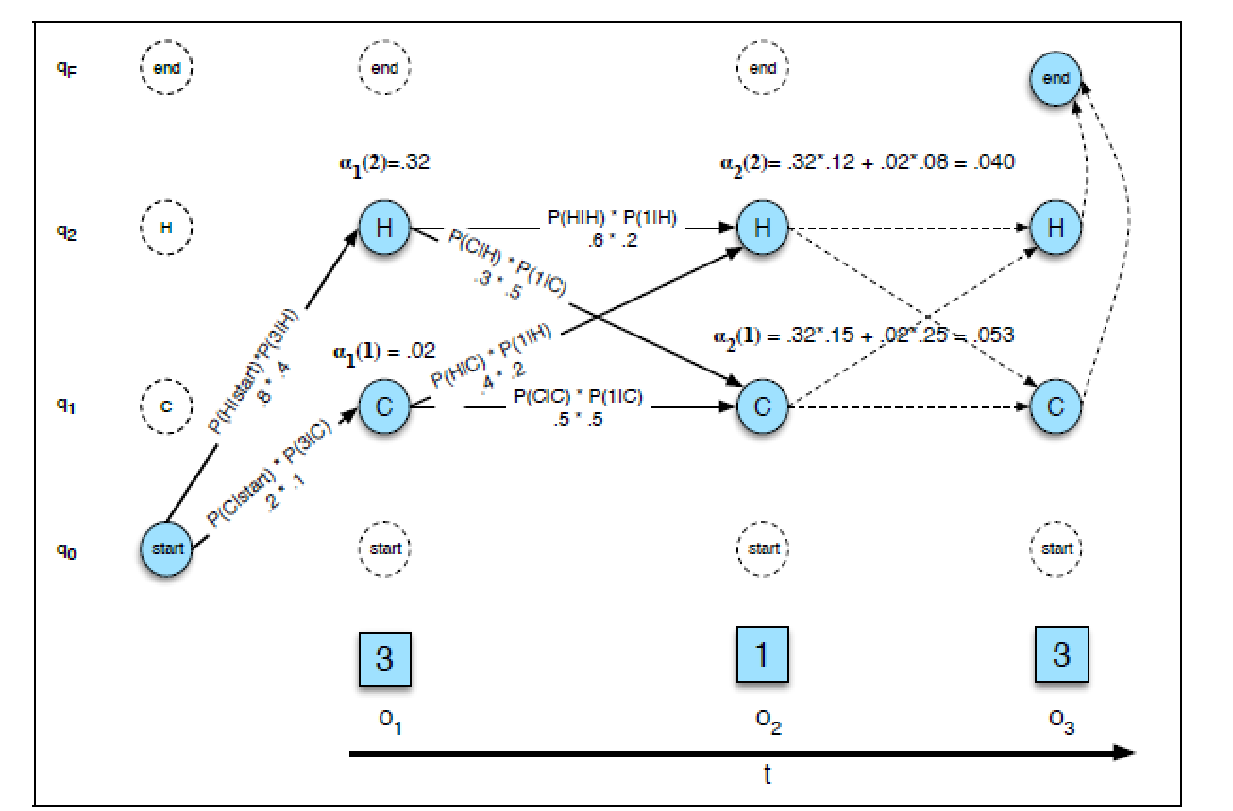 qF end end end end
α1(2)=.32 α2(2)= .32*.12 + .02*.08 = .040
q2 H H P(H|H) * P(1|H) H H
.6 * .2
P(C|H) * P(1|C)
.3 * .5
P(H|start)*P(3|H)
.8 * .4
α1(1) = .02 α2(1) = .32*.15 + .02*.25 = .053
P(H|C) * P(1|H)
.4 * .2
q1 C C P(C|C) * P(1|C) C C
.5 * .5
P(C|start) * P(3|C)
.2 * .1
q0 start start start start
3 1 3
o1 o2 o3
t